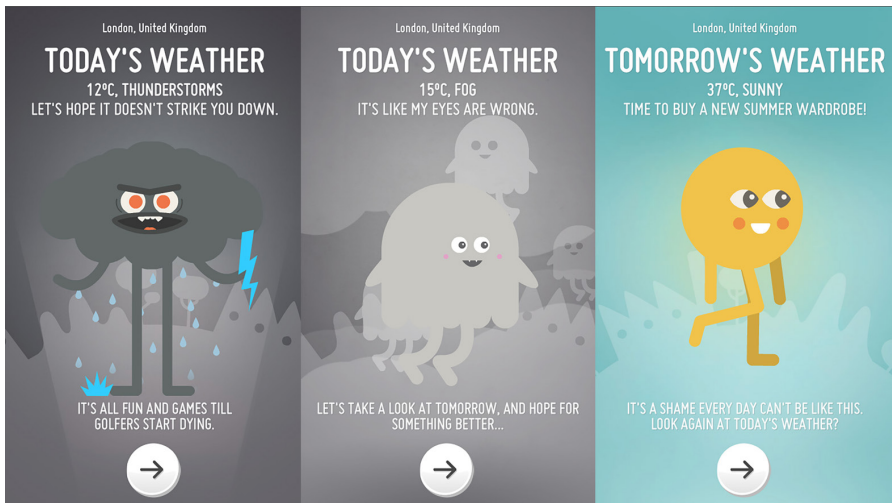 London, United Kingdom
TODAY'S WEATHER
12ºC, THUNDERSTORMS
LET'S HOPE IT DOESN'T STRIKE YOU DOWN.
IT'S ALL FUN AND GAMES TILL
GOLFERS START DYING.
London, United Kingdom
TODAY'S WEATHER
15ºC, FOG
IT'S LIKE MY EYES ARE WRONG.
LET'S TAKE A LOOK AT TOMORROW, AND HOPE FOR
SOMETHING BETTER...
London, United Kingdom
TOMORROW'S WEATHER
37ºC, SUNNY
TIME TO BUY A NEW SUMMER WARDROBE!
IT'S A SHAME EVERY DAY CAN'T BE LIKE THIS.
LOOK AGAIN AT TODAY'S WEATHER?